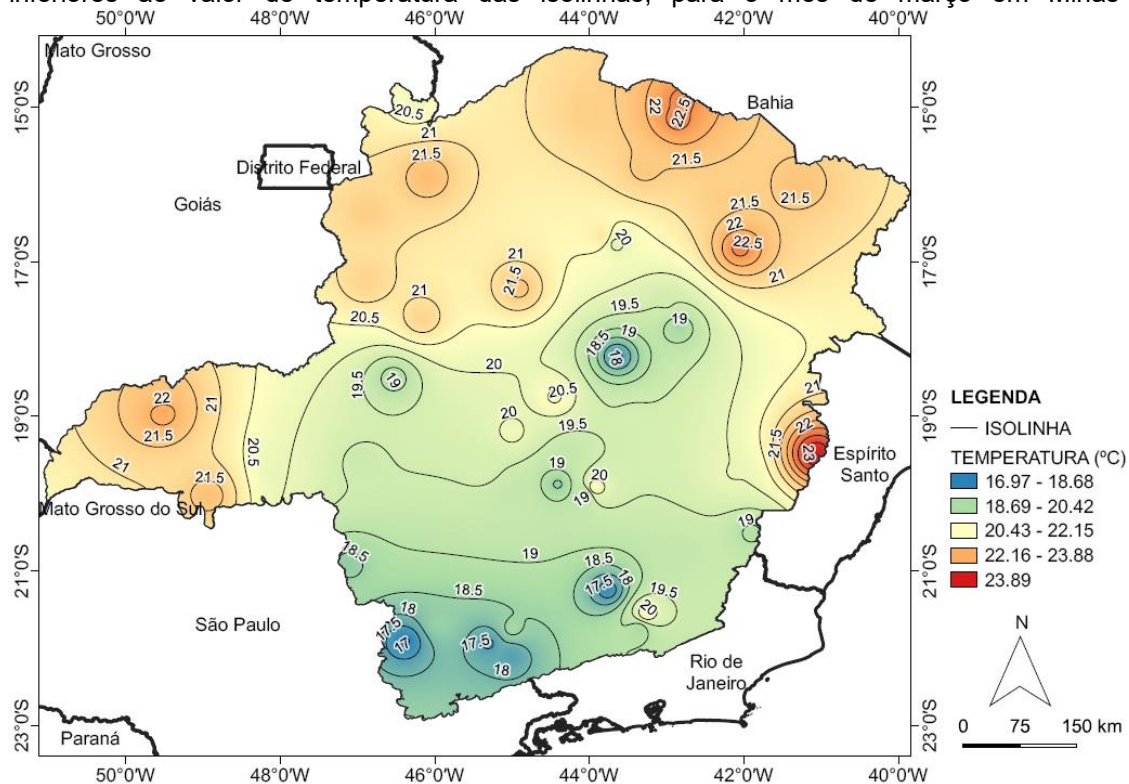 inferiores ao valor de temperatura das isolinhas, para o mês de março em Minas
50°0'W 48°0'W 46°0'W 44°0'W 42°0'W 40°0'W
Mato Grosso
15°0'S 20.5 22 22.5 Bahia 15°0'S
21
21.5 21.5
Distrito Federal
Goiás 21.5 21.5
22
20 22.5
17°0'S 21 21 17°0'S
21.5
21 19.5
20.5 19 19
18.5
18
20
19.5 19 20.5 21
22 21
19°0'S 20 19.5 22 19°0'S
21.5 20.5 21.5 23 Espírito
Santo
21 21.5 19 20
19
Mato Grosso do Sul 19
18.5 19 18.5
21°0'S 18 21°0'S
18.5 17.5 19.5
20
18
17.5 17.5
São Paulo 17
18 Rio de
Janeiro
23°0'S 23°0'S
Paraná
50°0'W 48°0'W 46°0'W 44°0'W 42°0'W 40°0'W
LEGENDA
ISOLINHA
TEMPERATURA (ºC)
16.97 - 18.68
18.69 - 20.42
20.43 - 22.15
22.16 - 23.88
23.89
N
0 75 150 km